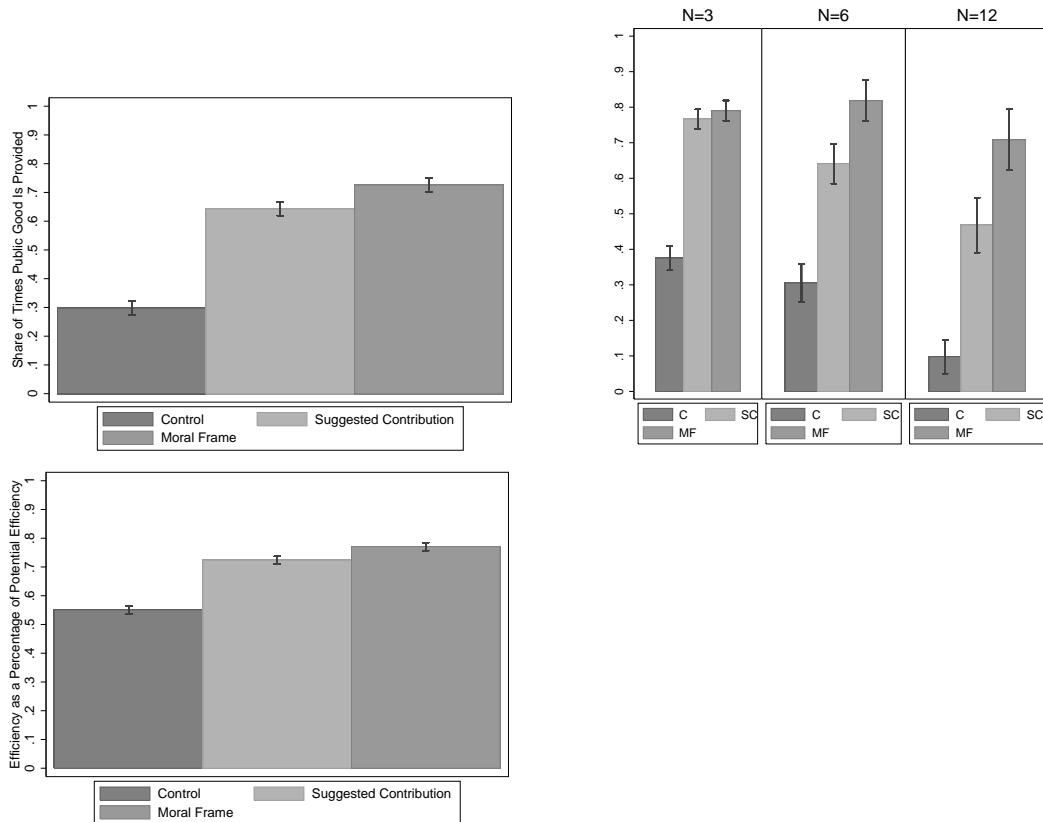 Share of Times Public Good Is Provided
1
.9
.8
.7
.6
.5
.4
.3
.2
.1
0
Control
Suggested Contribution
Moral Frame
N=3
N=6
N=12
1
.9
.8
.7
.6
.5
.4
.3
.2
.1
0
C
SC
MF
C
SC
MF
C
SC
MF
Efficiency as a Percentage of Potential Efficiency
1
.9
.8
.7
.6
.5
.4
.3
.2
.1
0
Control
Suggested Contribution
Moral Frame